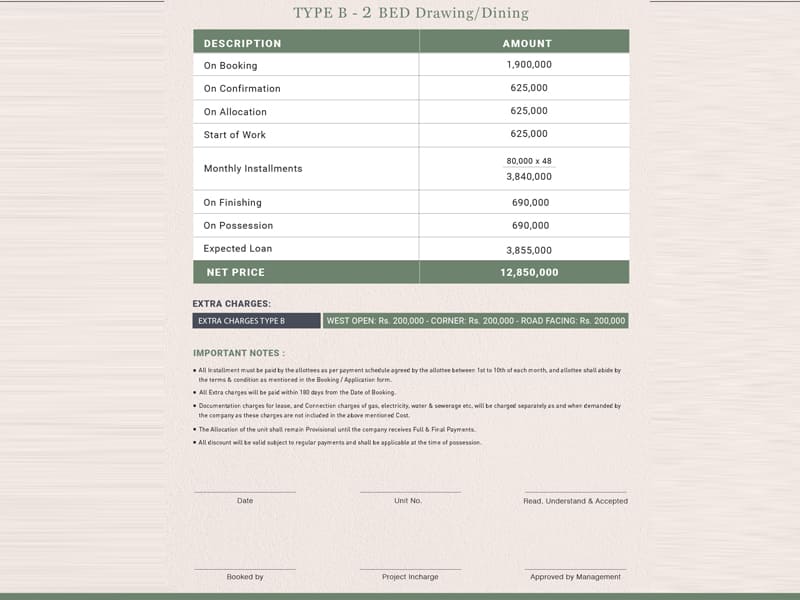 TYPE B - 2 BED Drawing/Dining
DESCRIPTION AMOUNT
On Booking 1,900,000
On Confirmation 625,000
On Allocation 625,000
Start of Work 625,000
Monthly Installments 80,000 x 48
3,840,000
On Finishing 690,000
On Possession 690,000
Expected Loan 3,855,000
NET PRICE 12,850,000
EXTRA CHARGES:
EXTRA CHARGES TYPE B WEST OPEN: Rs. 200,000 - CORNER: Rs. 200,000 - ROAD FACING: Rs. 200,000
IMPORTANT NOTES :
• All Installment must be paid by the allottees as per payment schedule agreed by the allottee between 1st to 10th of each month, and allottee shall abide by
the terms & condition as mentioned in the Booking / Application form.
• All Extra charges will be paid within 180 days from the Date of Booking.
• Documentation charges for lease, and Connection charges of gas, electricity, water & sewerage etc, will be charged separately as and when demanded by
the company as these charges are not included in the above mentioned Cost.
• The Allocation of the unit shall remain Provisional until the company receives Full & Final Payments.
• All discount will be valid subject to regular payments and shall be applicable at the time of possession.
Date Unit No. Read, Understand & Accepted
Booked by Project Incharge Approved by Management